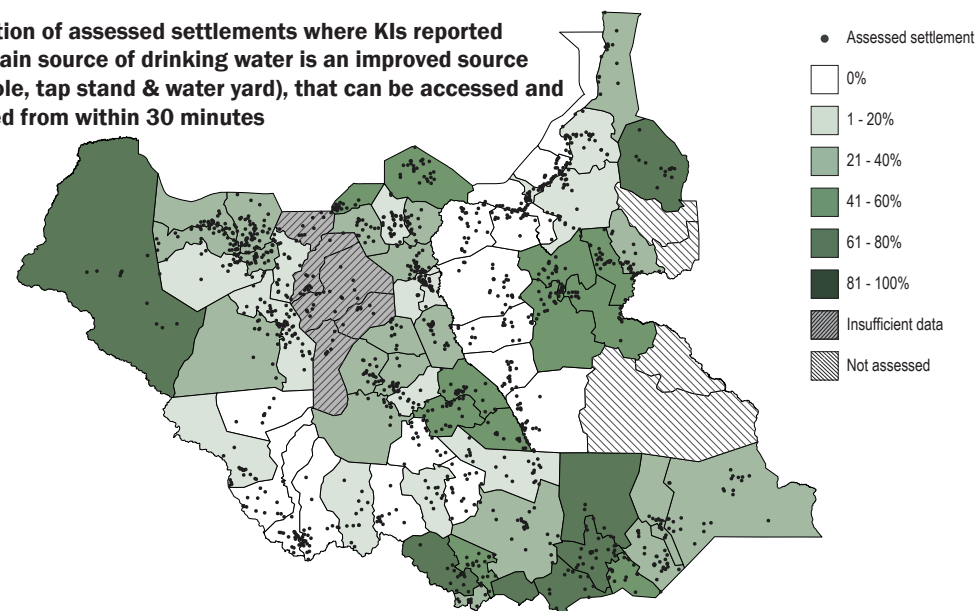 tion of assessed settlements where KIs reported
ain source of drinking water is an improved source
ole, tap stand & water yard), that can be accessed and
ed from within 30 minutes
Assessed settlement
0%
1 - 20%
21 - 40%
41 - 60%
61 - 80%
81 - 100%
Insufficient data
Not assessed